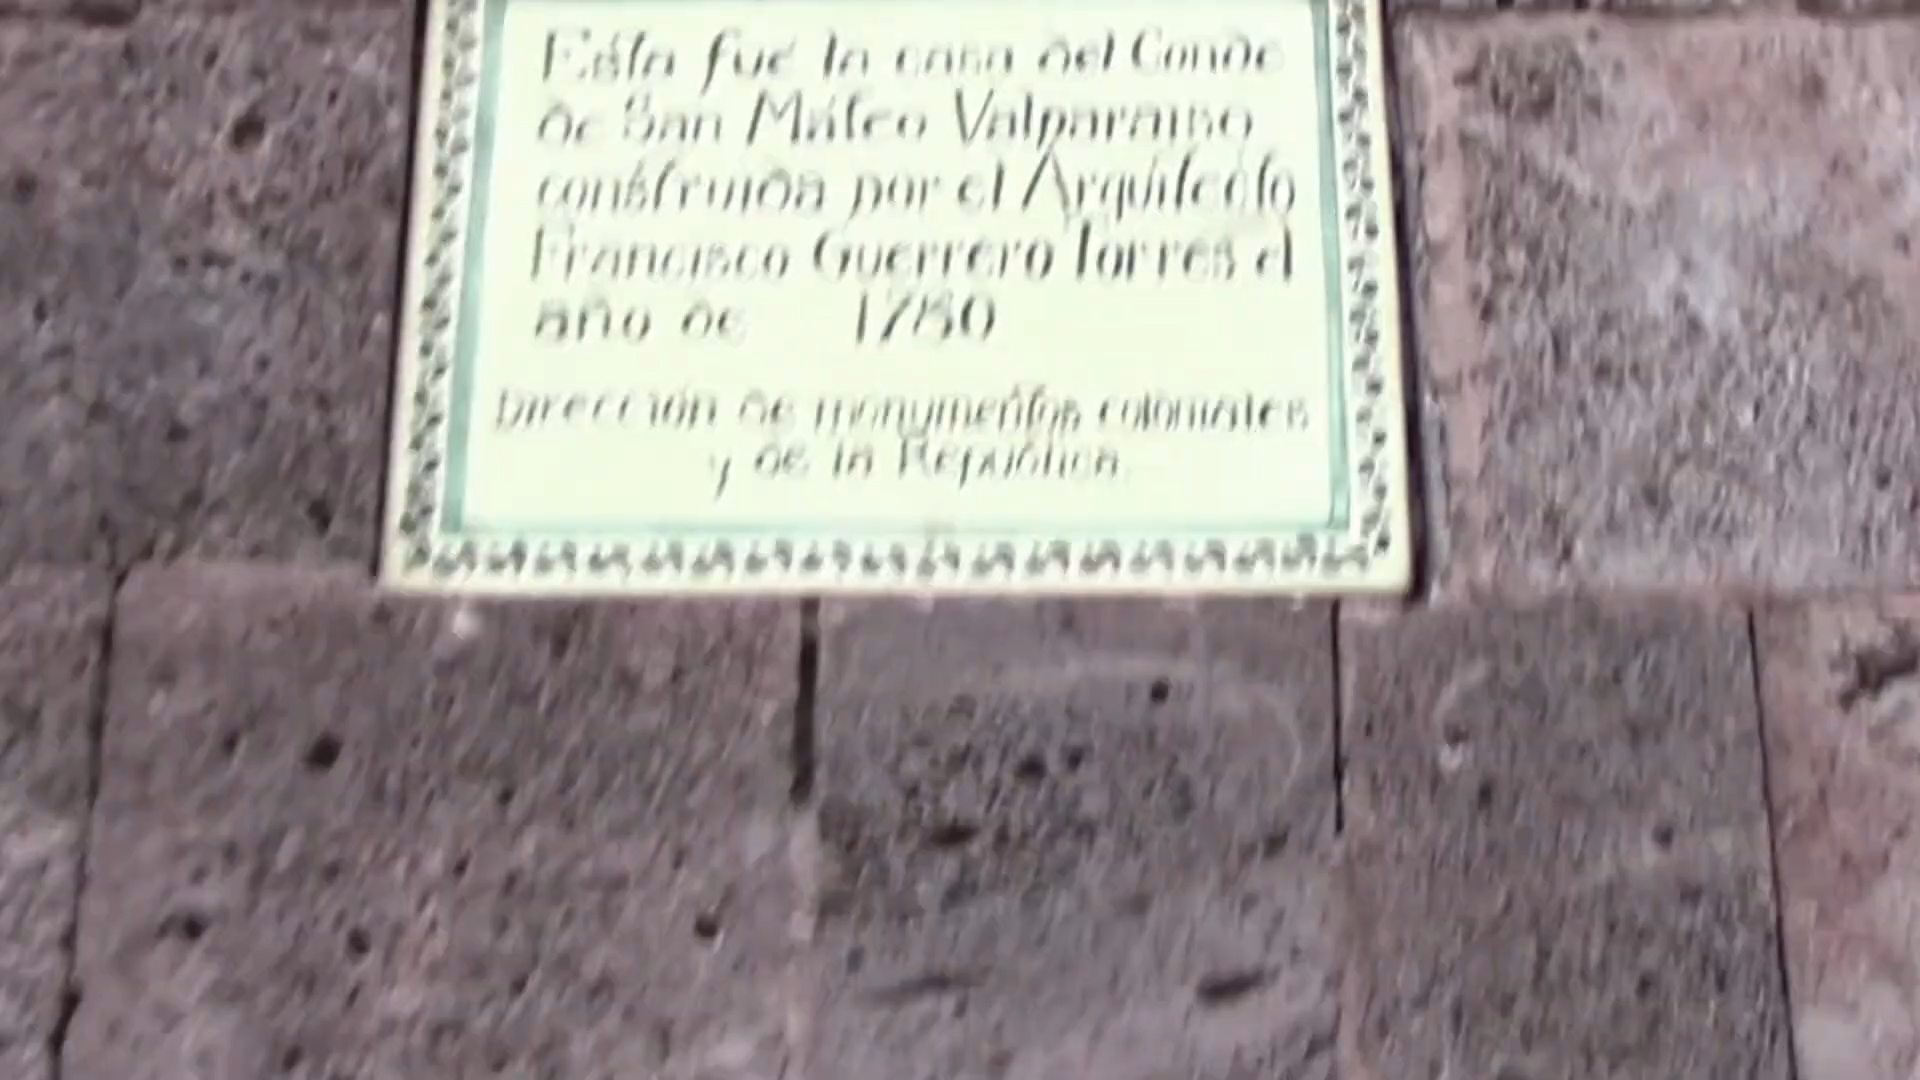 Esta fue la casa del Conde
de San Mateo Valparaiso
construida por el Arquitecto
Francisco Guerrero Torres el
año de 1780
Dirección de monumentos coloniales
y de la República.